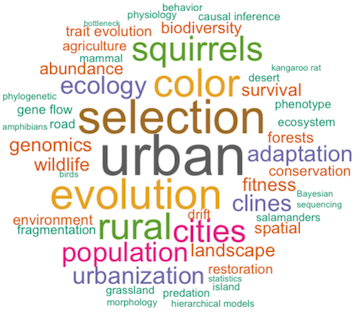 behavior
bottleneck physiology causal inference
trait evolution biodiversity
agriculture squirrels
mammal kangaroo rat
abundance color desert
ecology survival
phylogenetic phenotype
gene flow selection ecosystem
amphibians road forests
genomics urban adaptation
wildlife conservation
birds fitness Bayesian
evolution clines sequencing
environment drift salamanders
fragmentation rural cities spatial
population landscape
urbanization restoration
statistics
grassland predation island
morphology hierarchical models